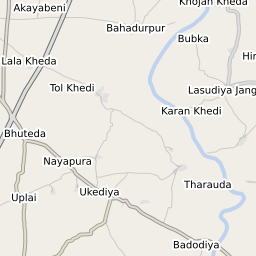 Khojan Kheda
Akayabeni
Bahadurpur
Bubka
Lala Kheda
Tol Khedi
Lasudiya Jang
Karan Khedi
Bhuteda
Nayapura
Tharauda
Ukediya
Uplai
Badodiya